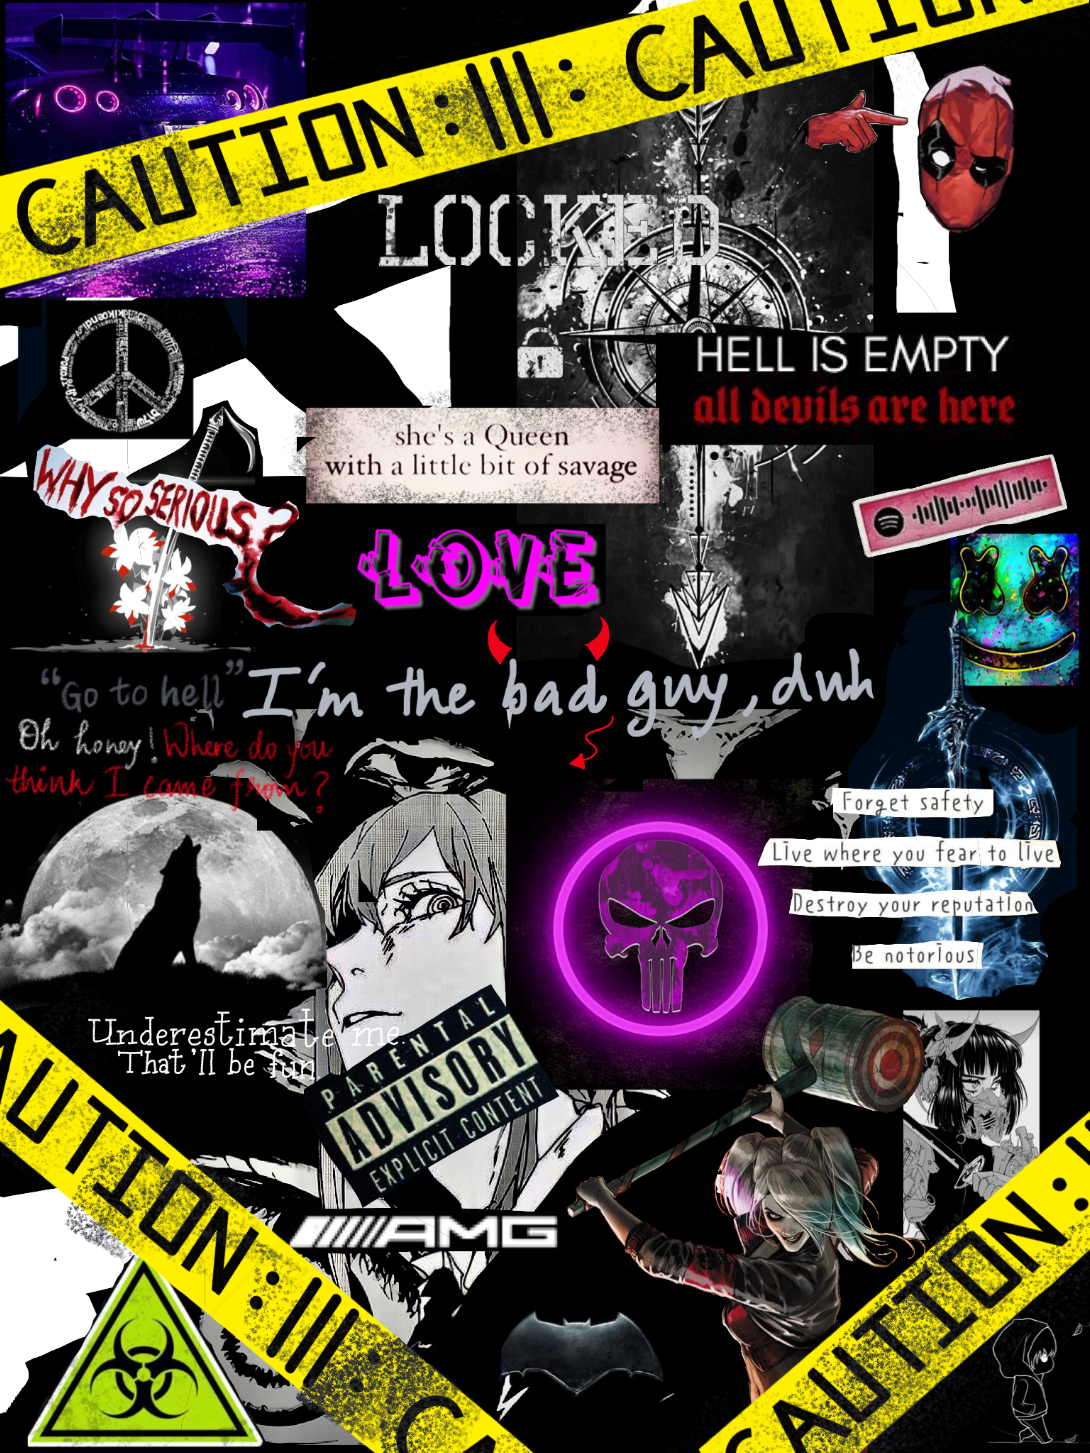 CAUTION :||| : CAUTION
LOCKED
HELL IS EMPTY
all devils are here
she's a Queen
with a little bit of savage
WHY SO SERIOUS?
LOVE
"Go to hell"
I'm the bad guy, duh
Oh honey! Where do you
think I came from?
Forget safety
Live where you fear to live
Destroy your reputation
Be notorious
Underestimate me.
That'll be fun
PARENTAL
ADVISORY
EXPLICIT CONTENT
AMG
AUTION :||| : CA
CAUTION :